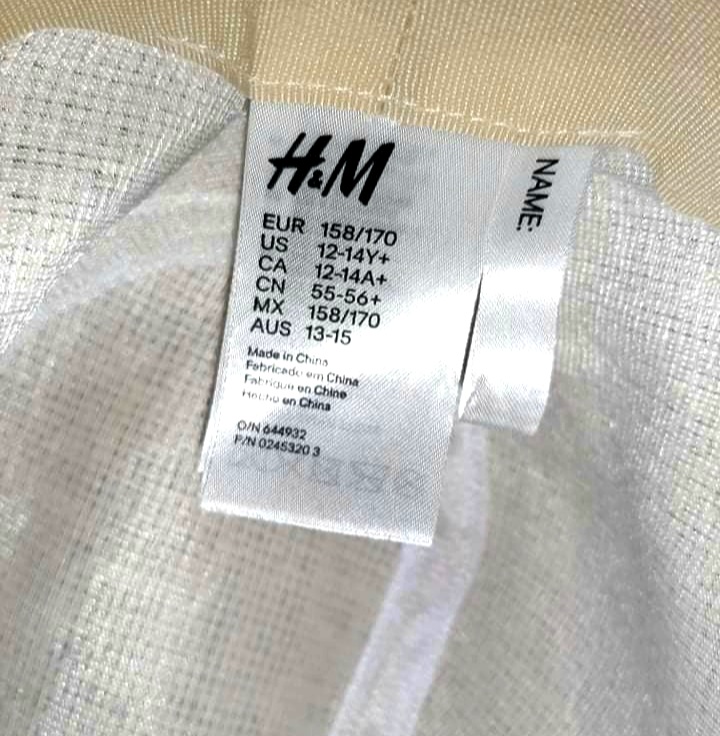 H&M
EUR 158/170
US 12-14Y+
CA 12-14A+
CN 55-56+
MX 158/170
AUS 13-15
Made in China
Fabricado em China
Fabriqué en Chine
Hecho en China
O/N 644932
P/N 0245320 3
NAME: